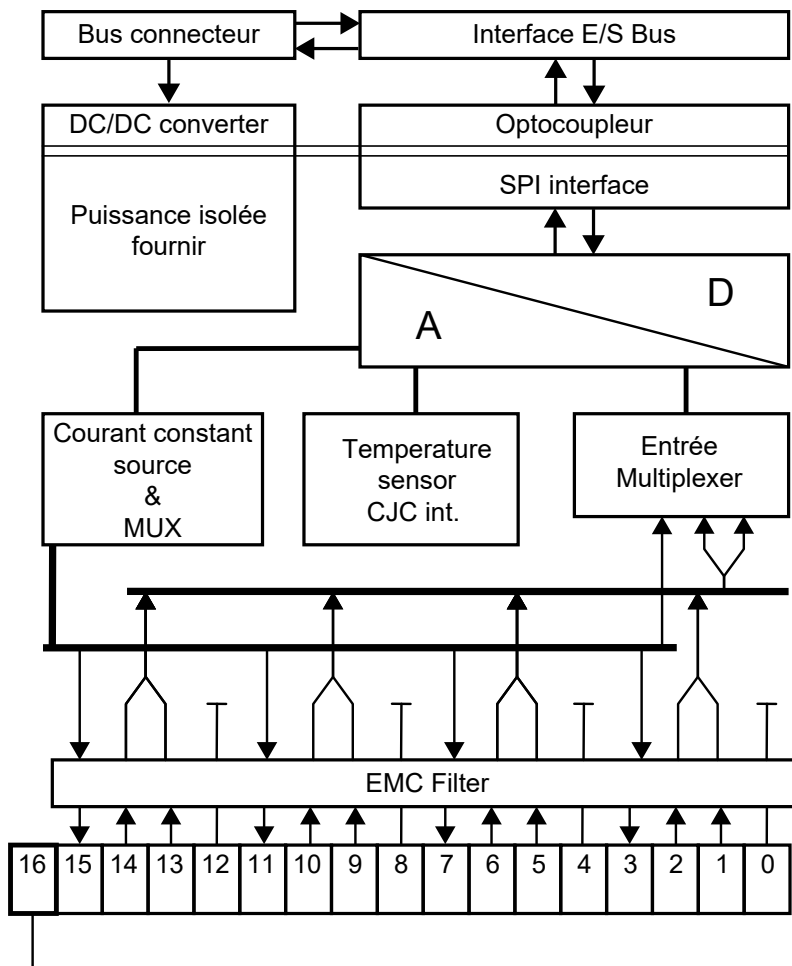 Bus connecteur
Interface E/S Bus
DC/DC converter
Optocoupleur
SPI interface
Puissance isolée
fournir
A
D
Courant constant
source
&
MUX
Temperature
sensor
CJC int.
Entrée
Multiplexer
EMC Filter
16 15 14 13 12 11 10 9 8 7 6 5 4 3 2 1 0